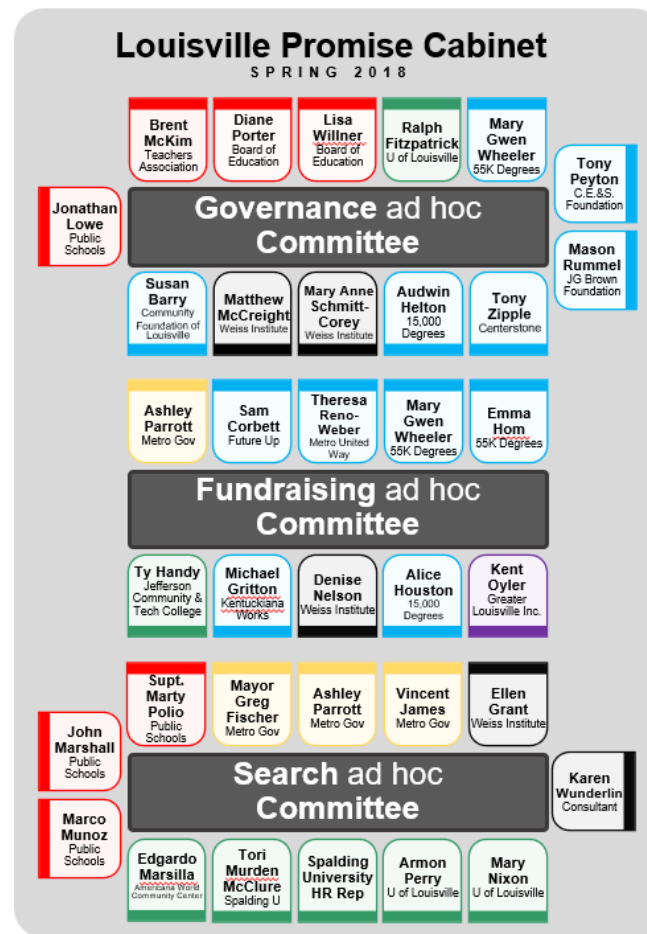 Louisville Promise Cabinet
SPRING 2018
Brent
McKim
Teachers
Association
Diane
Porter
Board of
Education
Lisa
Willner
Board of
Education
Ralph
Fitzpatrick
U of Louisville
Mary
Gwen
Wheeler
55K Degrees
Tony
Peyton
C.E.&S.
Foundation
Jonathan
Lowe
Public
Schools
Governance ad hoc
Committee
Mason
Rummel
JG Brown
Foundation
Susan
Barry
Community
Foundation of
Louisville
Matthew
McCreight
Weiss Institute
Mary Anne
Schmitt-
Corey
Weiss Institute
Audwin
Helton
15,000
Degrees
Tony
Zipple
Centerstone
Ashley
Parrott
Metro Gov
Sam
Corbett
Future Up
Theresa
Reno-
Weber
Metro United
Way
Mary
Gwen
Wheeler
55K Degrees
Emma
Hom
55K Degrees
Fundraising ad hoc
Committee
Ty Handy
Jefferson
Community &
Tech College
Michael
Gritton
Kentuckiana
Works
Denise
Nelson
Weiss Institute
Alice
Houston
15,000
Degrees
Kent
Oyler
Greater
Louisville Inc.
Supt.
Marty
Polio
Public
Schools
Mayor
Greg
Fischer
Metro Gov
Ashley
Parrott
Metro Gov
Vincent
James
Metro Gov
Ellen
Grant
Weiss Institute
John
Marshall
Public
Schools
Search ad hoc
Committee
Karen
Wunderlin
Consultant
Marco
Munoz
Public
Schools
Edgardo
Marsilla
Americana World
Community Center
Tori
Murden
McClure
Spalding U
Spalding
University
HR Rep
Armon
Perry
U of Louisville
Mary
Nixon
U of Louisville